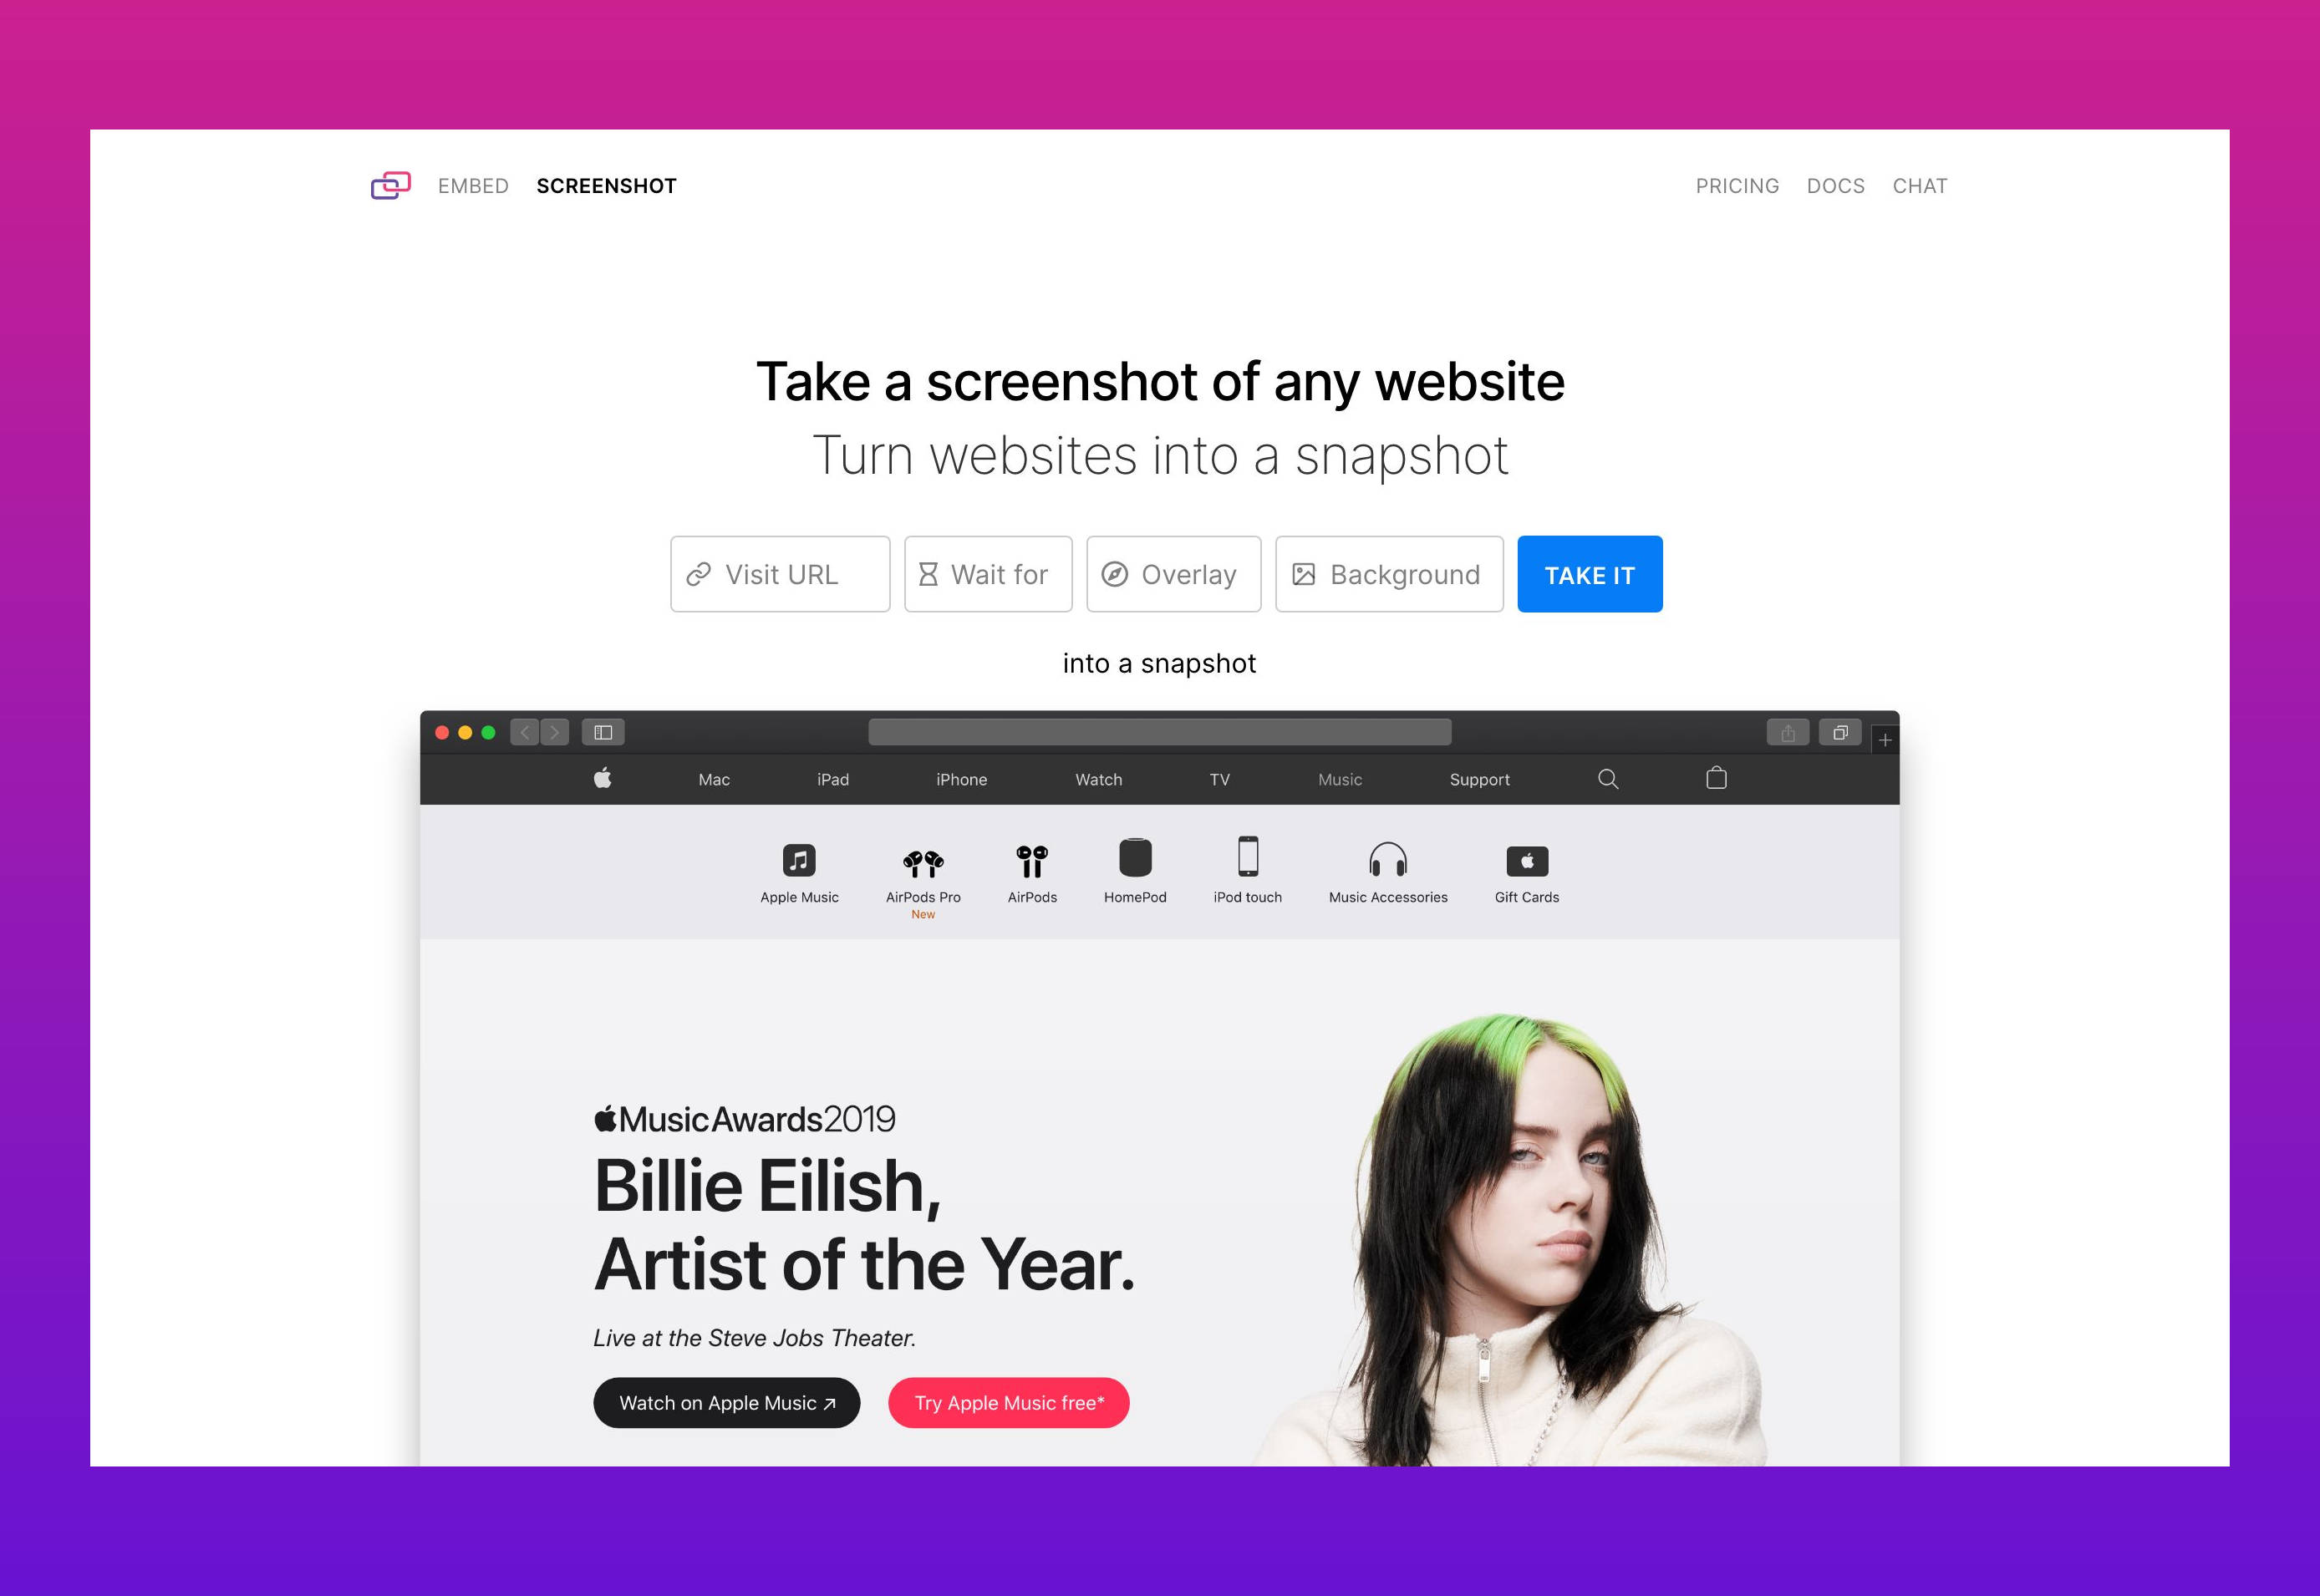 EMBED SCREENSHOT PRICING DOCS CHAT
Take a screenshot of any website
Turn websites into a snapshot
Visit URL Wait for Overlay Background TAKE IT
into a snapshot
Mac iPad iPhone Watch TV Music Support
Apple Music AirPods Pro AirPods HomePod iPod touch Music Accessories Gift Cards
New
MusicAwards2019
Billie Eilish,
Artist of the Year.
Live at the Steve Jobs Theater.
Watch on Apple Music ↗ Try Apple Music free*